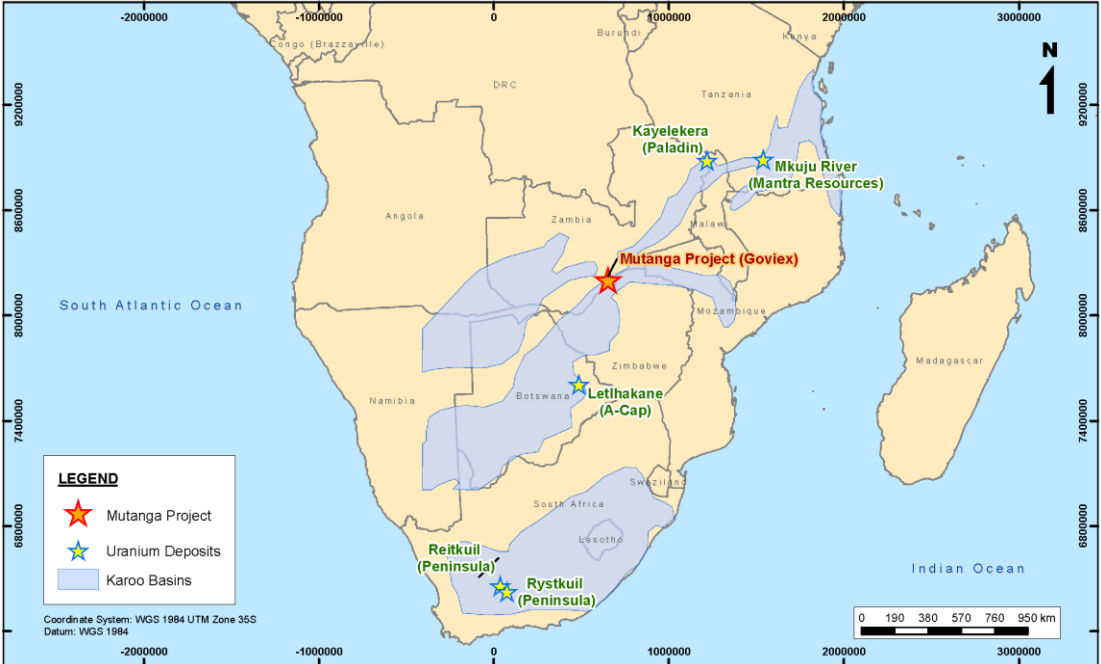 -2000000 -1000000 0 1000000 2000000 3000000
Congo (Brazzaville)
Burundi
Kenya
DRC
Tanzania
N
9200000
9200000
Kayelekera
(Paladin)
Mkuju River
(Mantra Resources)
8600000
8600000
Angola
Zambia
Malawi
Mutanga Project (Goviex)
South Atlantic Ocean
8000000
8000000
Mozambique
Zimbabwe
Madagascar
Namibia
Botswana
Letlhakane
(A-Cap)
7400000
7400000
LEGEND
Mutanga Project
Uranium Deposits
Karoo Basins
Swaziland
South Africa
Lesotho
6800000
6800000
Reitkuil
(Peninsula)
Rystkuil
(Peninsula)
Indian Ocean
Coordinate System: WGS 1984 UTM Zone 35S
Datum: WGS 1984
0 190 380 570 760 950 km
-2000000 -1000000 0 1000000 2000000 3000000